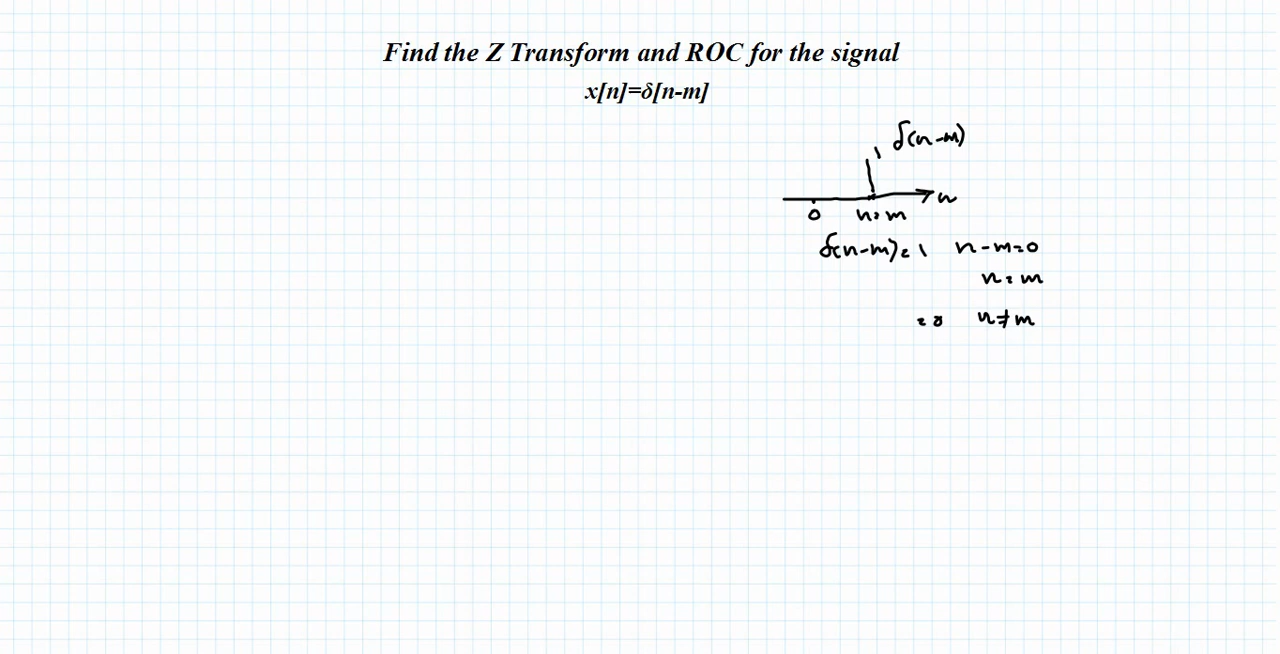 Find the Z Transform and ROC for the signal
x[n]=δ[n-m]
1 δ(n-m)
n
0 n=m
δ(n-m)=1 n-m=0
n=m
=0 n≠m